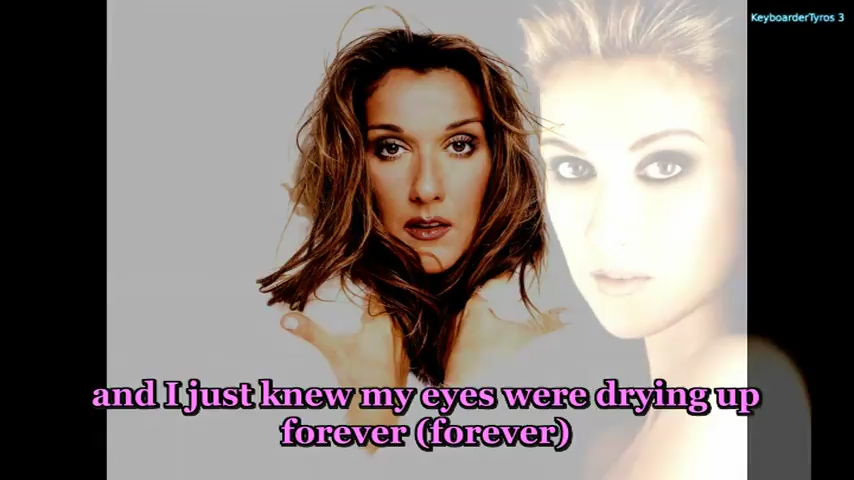 KeyboarderTyros 3
and I just knew my eyes were drying up
forever (forever)